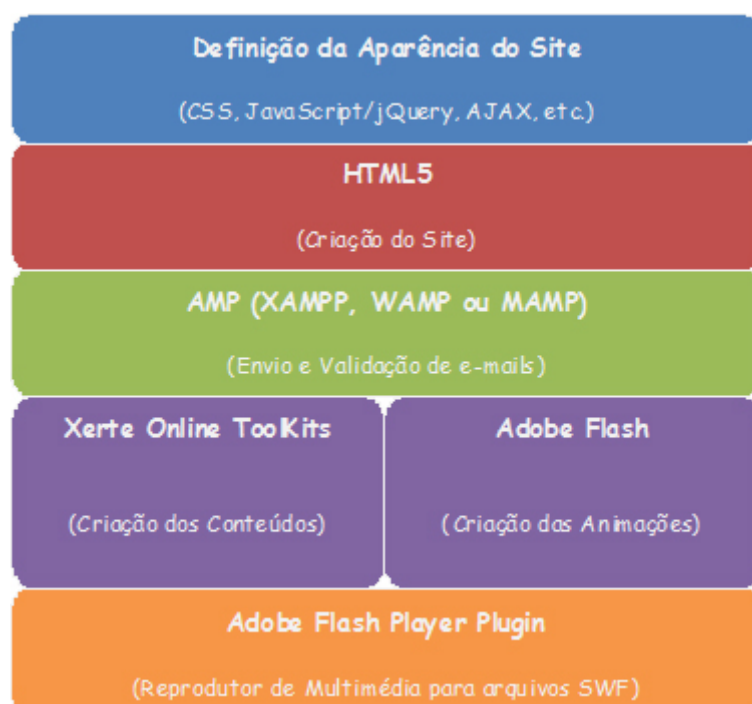 Definição da Aparência do Site
(CSS, JavaScript/jQuery, AJAX, etc.)
HTML5
(Criação do Site)
AMP (XAMPP, WAMP ou MAMP)
(Envio e Validação de e-mails)
Xerte Online ToolKits
(Criação dos Conteúdos)
Adobe Flash
(Criação das Animações)
Adobe Flash Player Plugin
(Reprodutor de Multimédia para arquivos SWF)